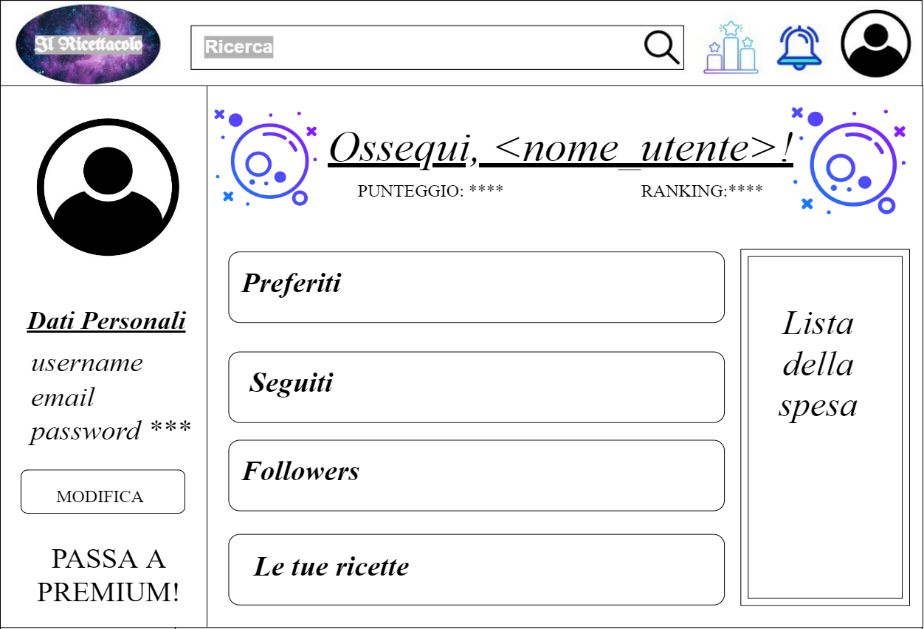 Il Ricettacolo
Ricerca
Ossequi, <nome_utente>!
PUNTEGGIO: ****
RANKING:****
Dati Personali
username
email
password ***
MODIFICA
PASSA A
PREMIUM!
Preferiti
Seguiti
Followers
Le tue ricette
Lista
della
spesa